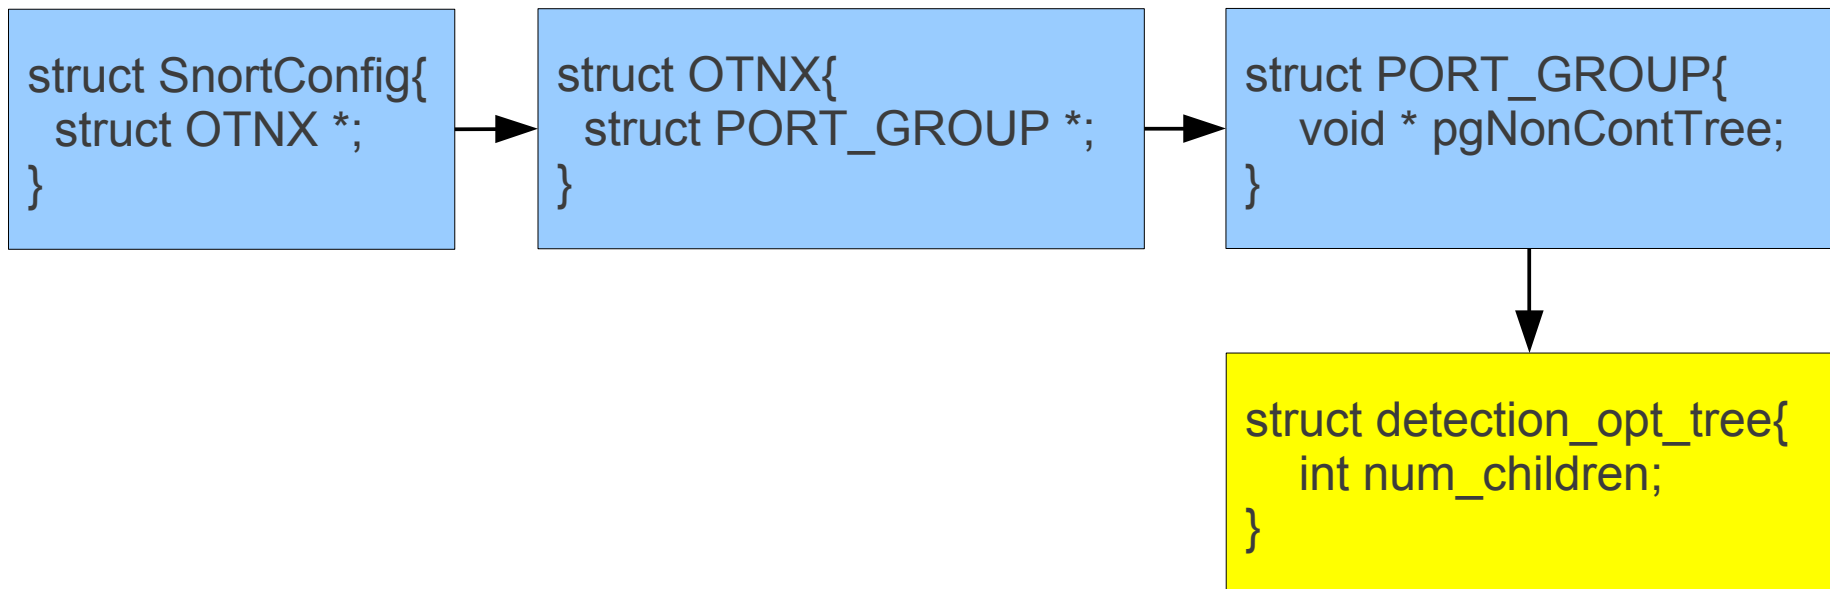 struct SnortConfig{
struct OTNX *;
}
struct OTNX{
struct PORT_GROUP *;
}
struct PORT_GROUP{
void * pgNonContTree;
}
struct detection_opt_tree{
int num_children;
}